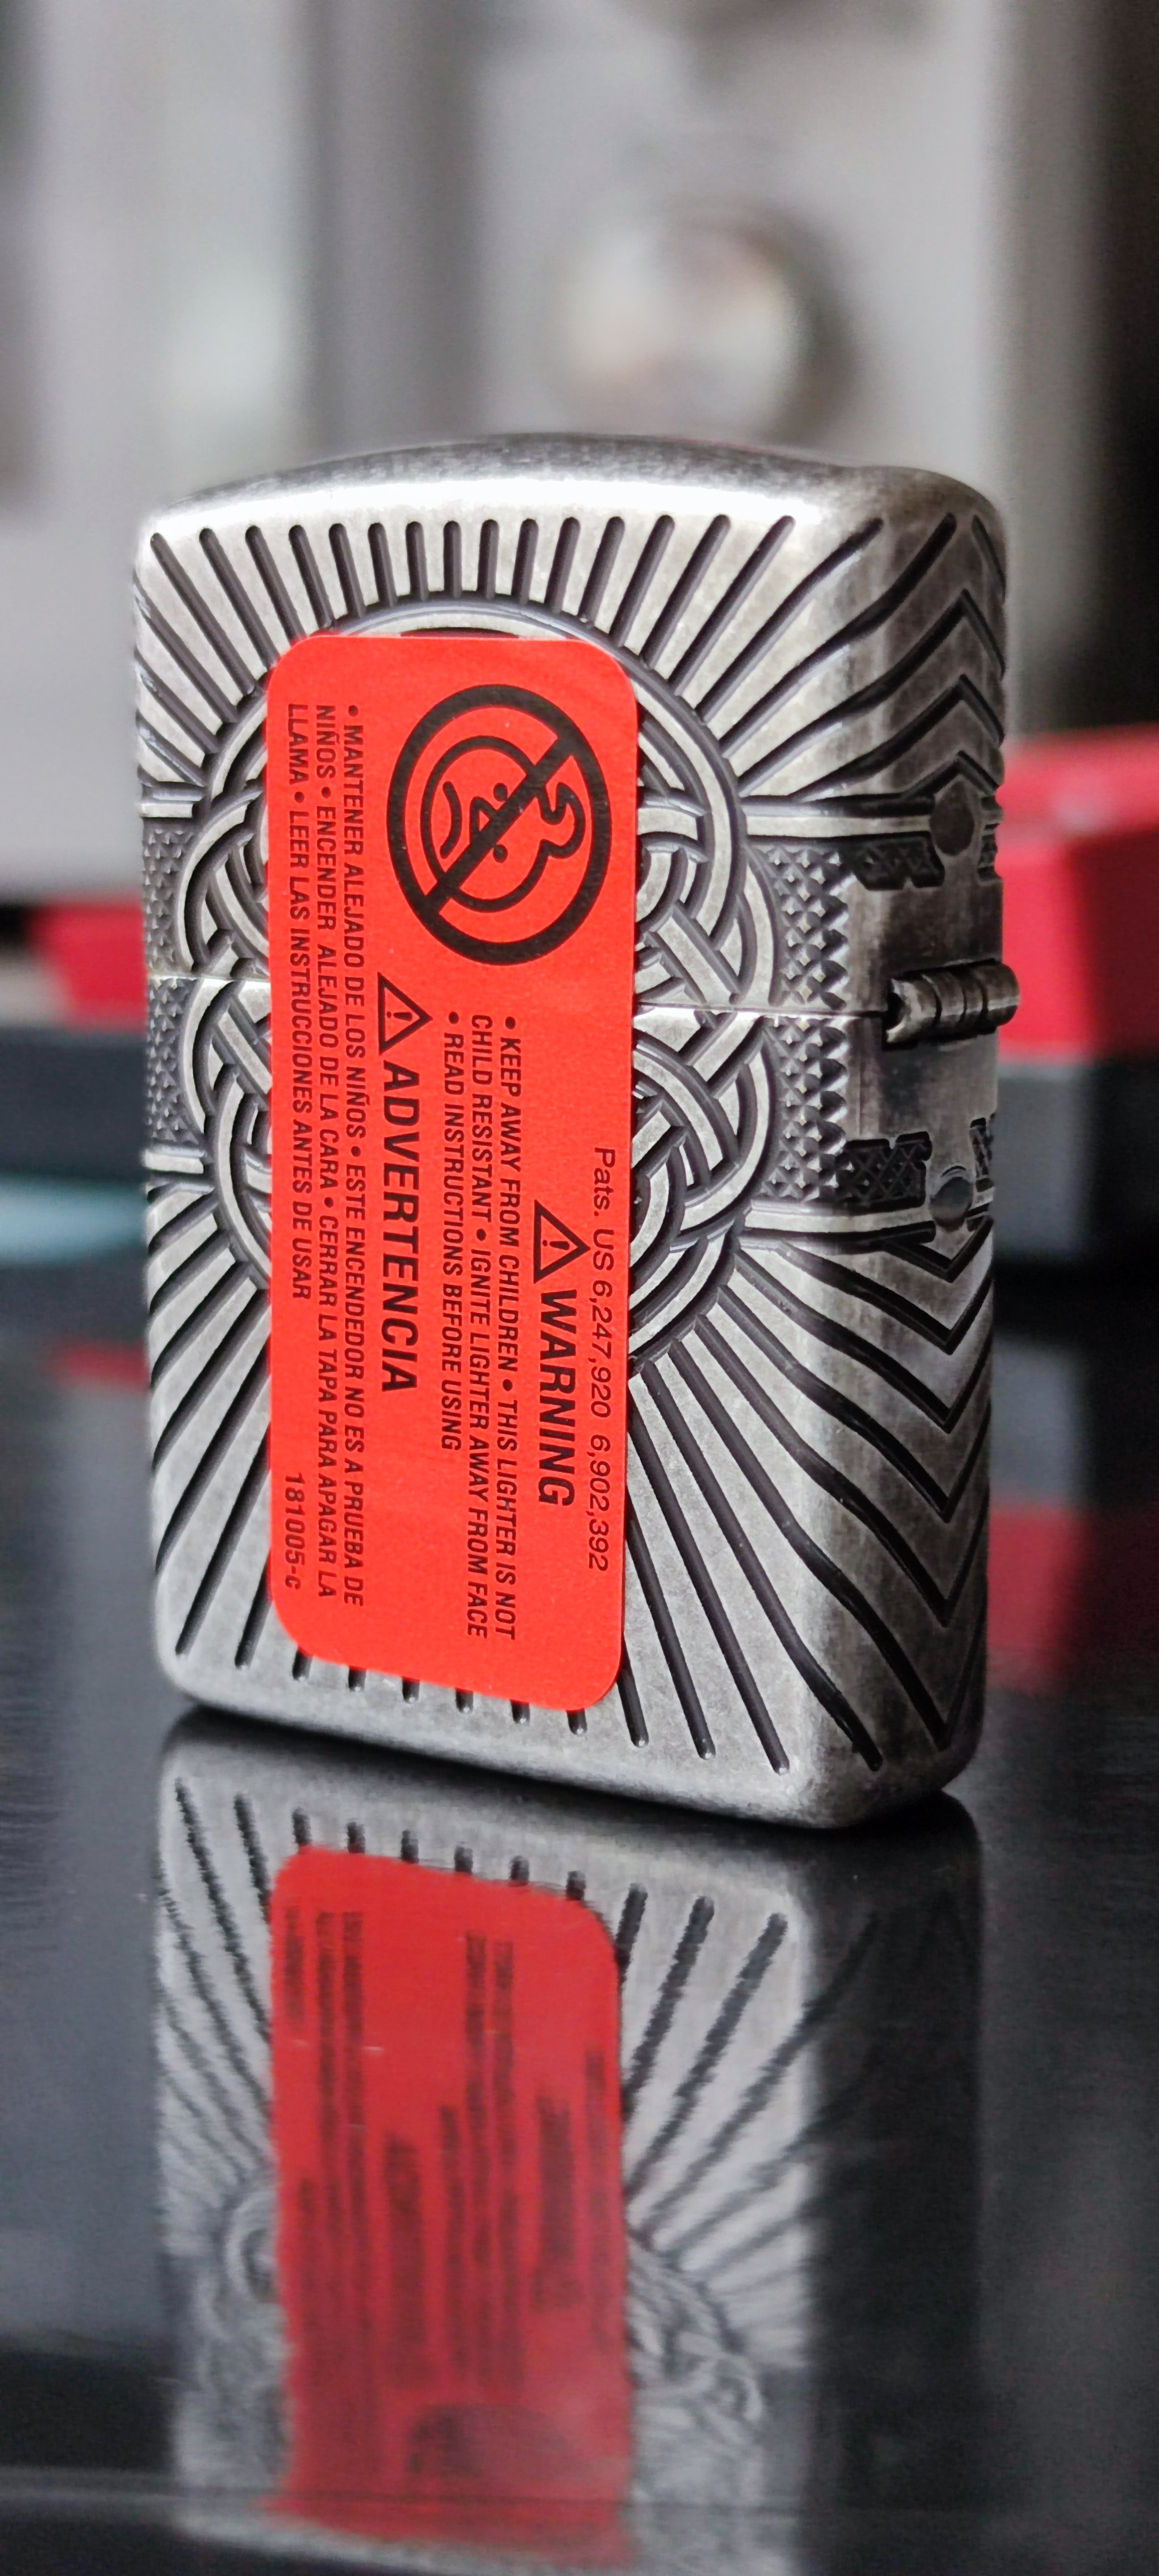 Pats. US 6,247,920 6,902,392
WARNING
• KEEP AWAY FROM CHILDREN • THIS LIGHTER IS NOT
CHILD RESISTANT • IGNITE LIGHTER AWAY FROM FACE
• READ INSTRUCTIONS BEFORE USING
ADVERTENCIA
• MANTENER ALEJADO DE LOS NIÑOS • ESTE ENCENDEDOR NO ES A PRUEBA DE
NIÑOS • ENCENDER ALEJADO DE LA CARA • CERRAR LA TAPA PARA APAGAR LA
LLAMA • LEER LAS INSTRUCCIONES ANTES DE USAR
181005-c